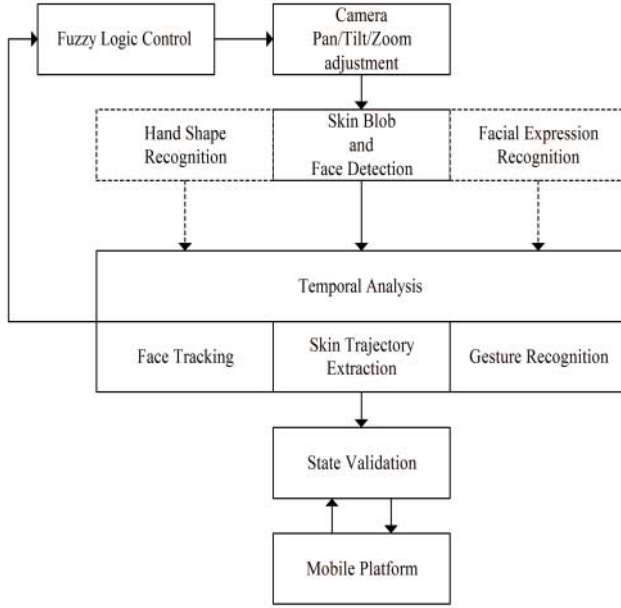 Fuzzy Logic Control
Camera
Pan/Tilt/Zoom
adjustment
Hand Shape
Recognition
Skin Blob
and
Face Detection
Facial Expression
Recognition
Temporal Analysis
Face Tracking
Skin Trajectory
Extraction
Gesture Recognition
State Validation
Mobile Platform